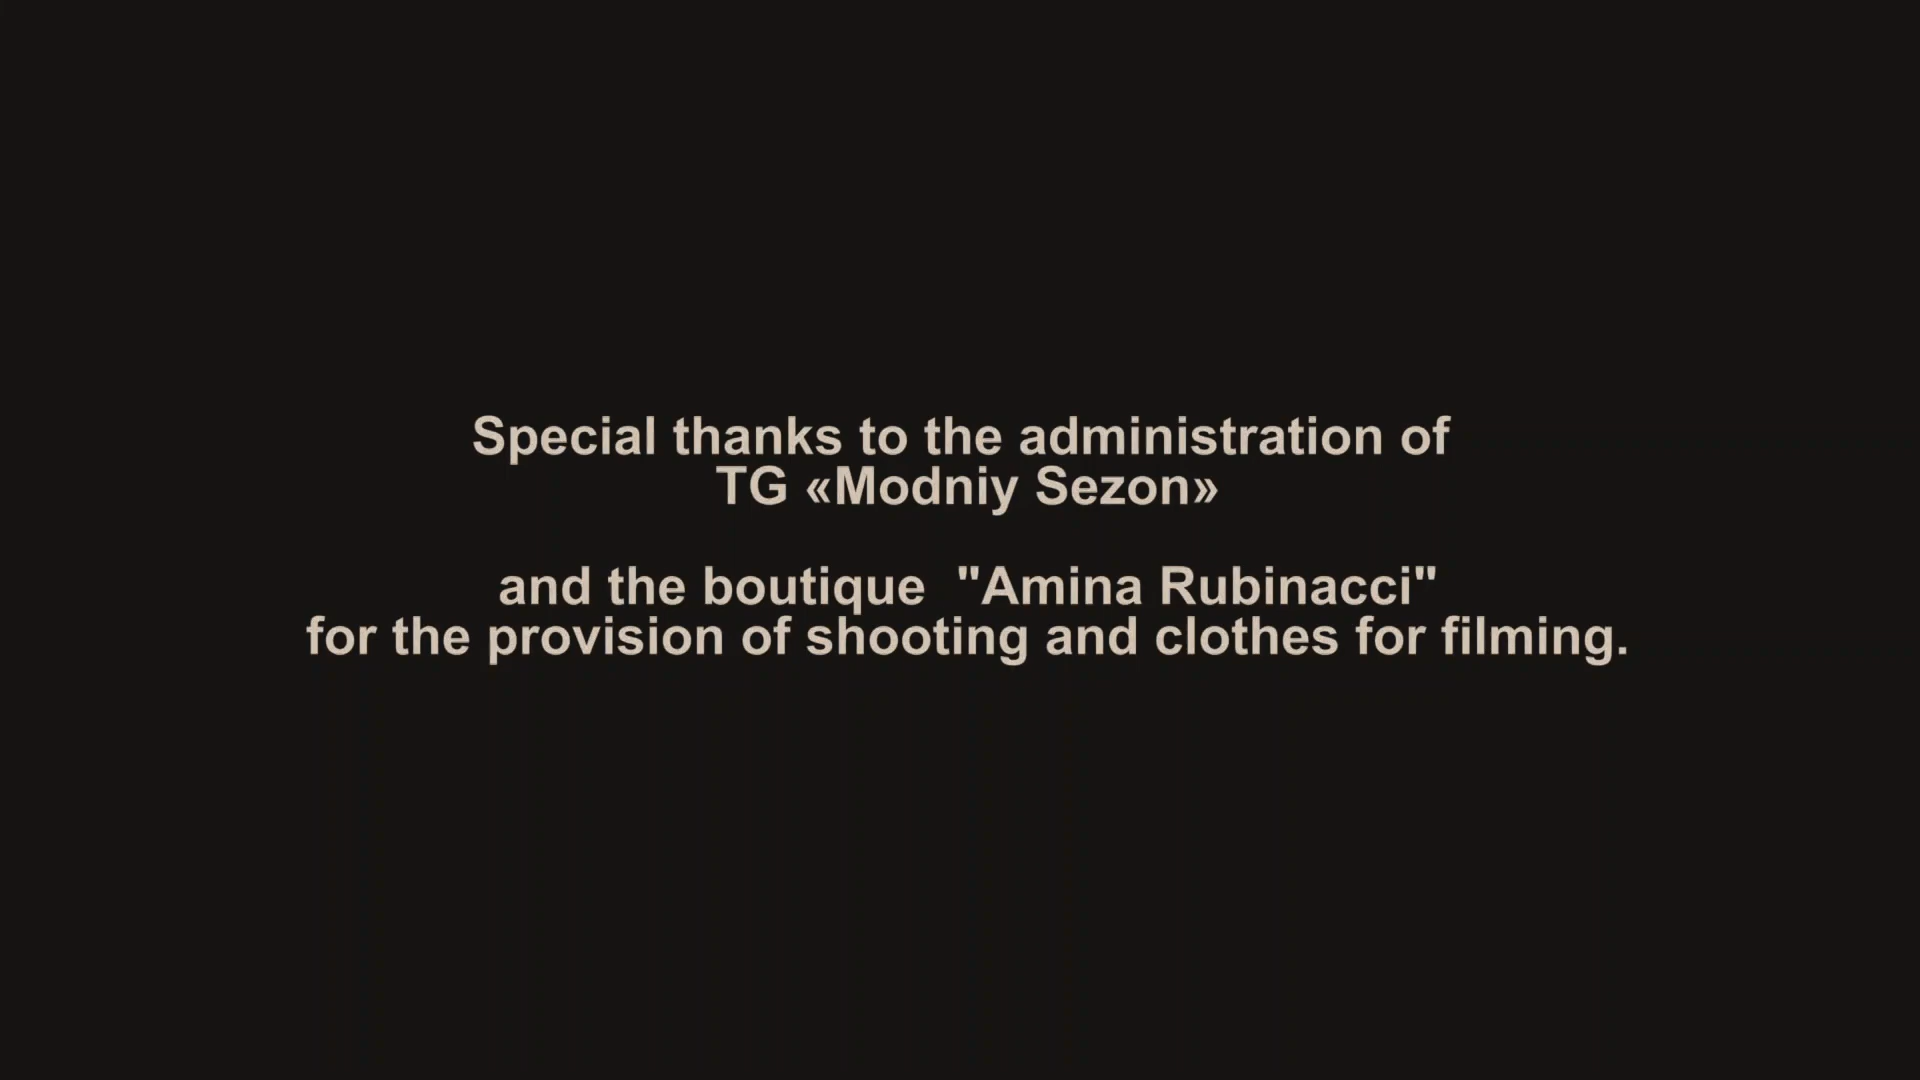 Special thanks to the administration of
TG «Modniy Sezon»
and the boutique  "Amina Rubinacci"
for the provision of shooting and clothes for filming.